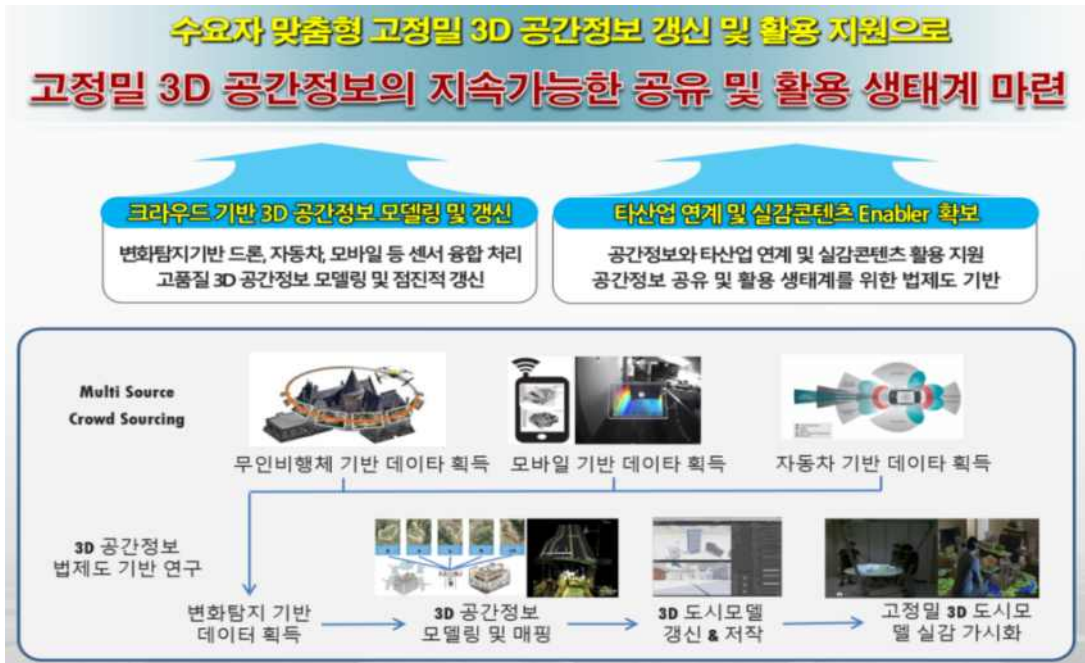 수요자 맞춤형 고정밀 3D 공간정보 갱신 및 활용 지원으로
고정밀 3D 공간정보의 지속가능한 공유 및 활용 생태계 마련
크라우드 기반 3D 공간정보 모델링 및 갱신
변화탐지기반 드론, 자동차, 모바일 등 센서 융합 처리
고품질 3D 공간정보 모델링 및 점진적 갱신
타산업 연계 및 실감콘텐츠 Enabler 확보
공간정보와 타산업 연계 및 실감콘텐츠 활용 지원
공간정보 공유 및 활용 생태계를 위한 법제도 기반
Multi Source
Crowd Sourcing
무인비행체 기반 데이타 획득
모바일 기반 데이타 획득
자동차 기반 데이타 획득
3D 공간정보
법제도 기반 연구
변화탐지 기반
데이터 획득
3D 공간정보
모델링 및 매핑
3D 도시모델
갱신 & 저작
고정밀 3D 도시모
델 실감 가시화